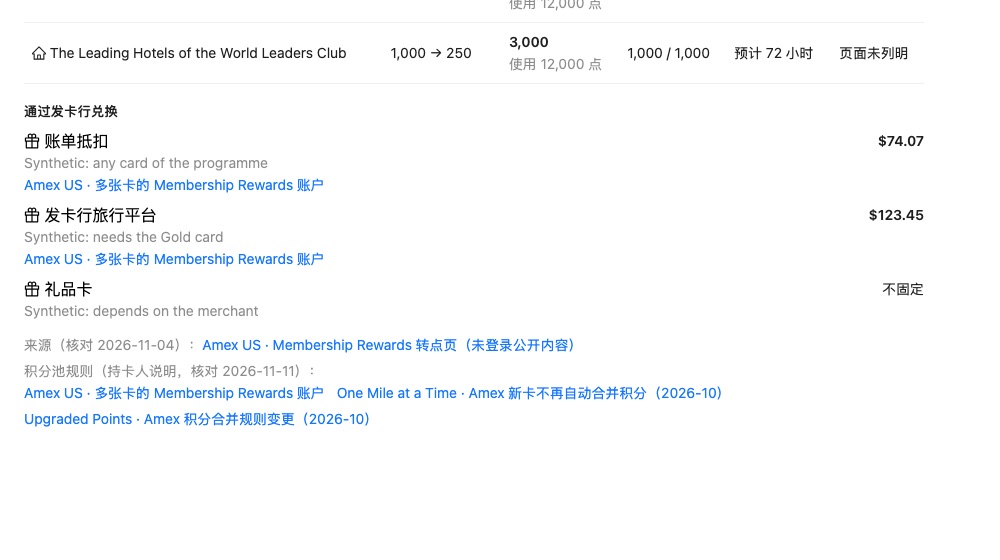 使用 12,000 点
The Leading Hotels of the World Leaders Club 1,000 → 250 3,000 1,000 / 1,000 预计 72 小时 页面未列明
使用 12,000 点
通过发卡行兑换
账单抵扣 $74.07
Synthetic: any card of the programme
Amex US · 多张卡的 Membership Rewards 账户
发卡行旅行平台 $123.45
Synthetic: needs the Gold card
Amex US · 多张卡的 Membership Rewards 账户
礼品卡 不固定
Synthetic: depends on the merchant
来源（核对 2026-11-04）： Amex US · Membership Rewards 转点页（未登录公开内容）
积分池规则（持卡人说明，核对 2026-11-11）：
Amex US · 多张卡的 Membership Rewards 账户 One Mile at a Time · Amex 新卡不再自动合并积分（2026-10）
Upgraded Points · Amex 积分合并规则变更（2026-10）